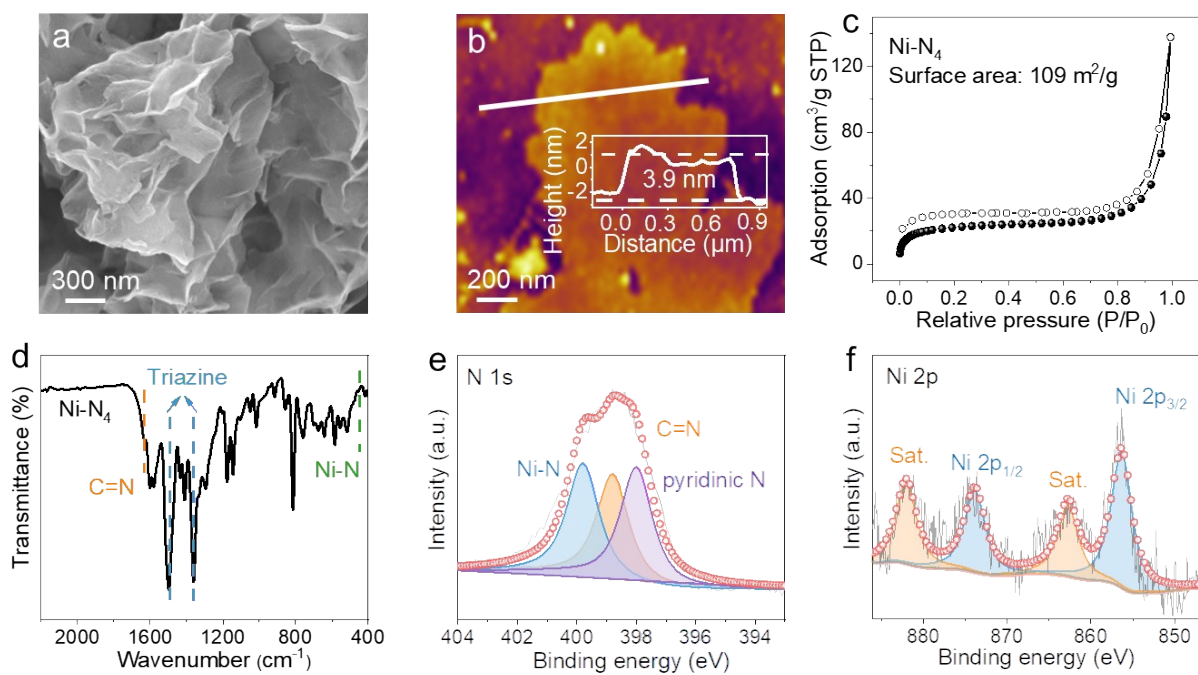 a
300 nm
b
Height (nm)
2
0
-2
3.9 nm
0.0 0.3 0.6 0.9
Distance (µm)
200 nm
c
Ni-N₄
Surface area: 109 m²/g
Adsorption (cm³/g STP)
120
80
40
0
0.0 0.2 0.4 0.6 0.8 1.0
Relative pressure (P/P₀)
d
Triazine
Ni-N₄
C=N
Ni-N
Transmittance (%)
2000 1600 1200 800 400
Wavenumber (cm⁻¹)
e
N 1s
C=N
Ni-N
pyridinic N
Intensity (a.u.)
404 402 400 398 396 394
Binding energy (eV)
f
Ni 2p
Ni 2p₃/₂
Sat.
Ni 2p₁/₂
Sat.
Intensity (a.u.)
880 870 860 850
Binding energy (eV)